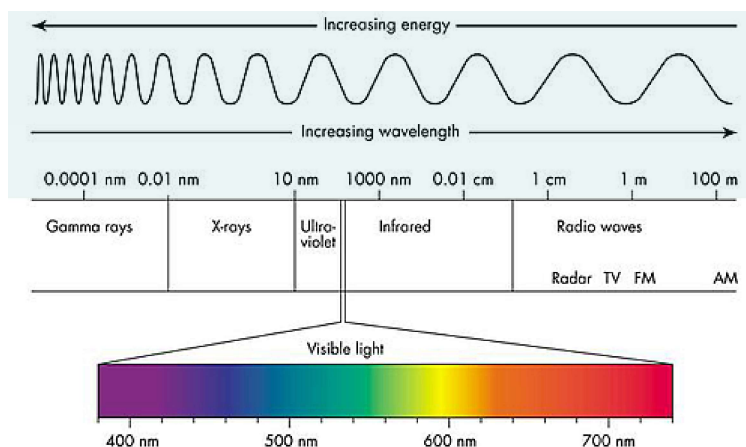 Increasing energy
Increasing wavelength
0.0001 nm 0.01 nm 10 nm 1000 nm 0.01 cm 1 cm 1 m 100 m
Gamma rays X-rays Ultra-violet Infrared Radio waves
Radar TV FM AM
Visible light
400 nm 500 nm 600 nm 700 nm